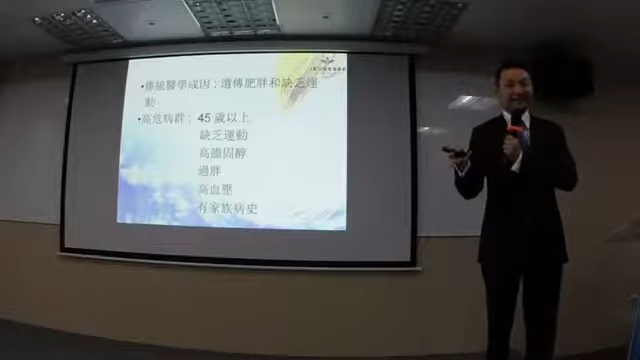 •傳統醫學成因：遺傳肥胖和缺乏運
動
•高危病群：45 歲以上
缺乏運動
高膽固醇
過胖
高血壓
有家族病史